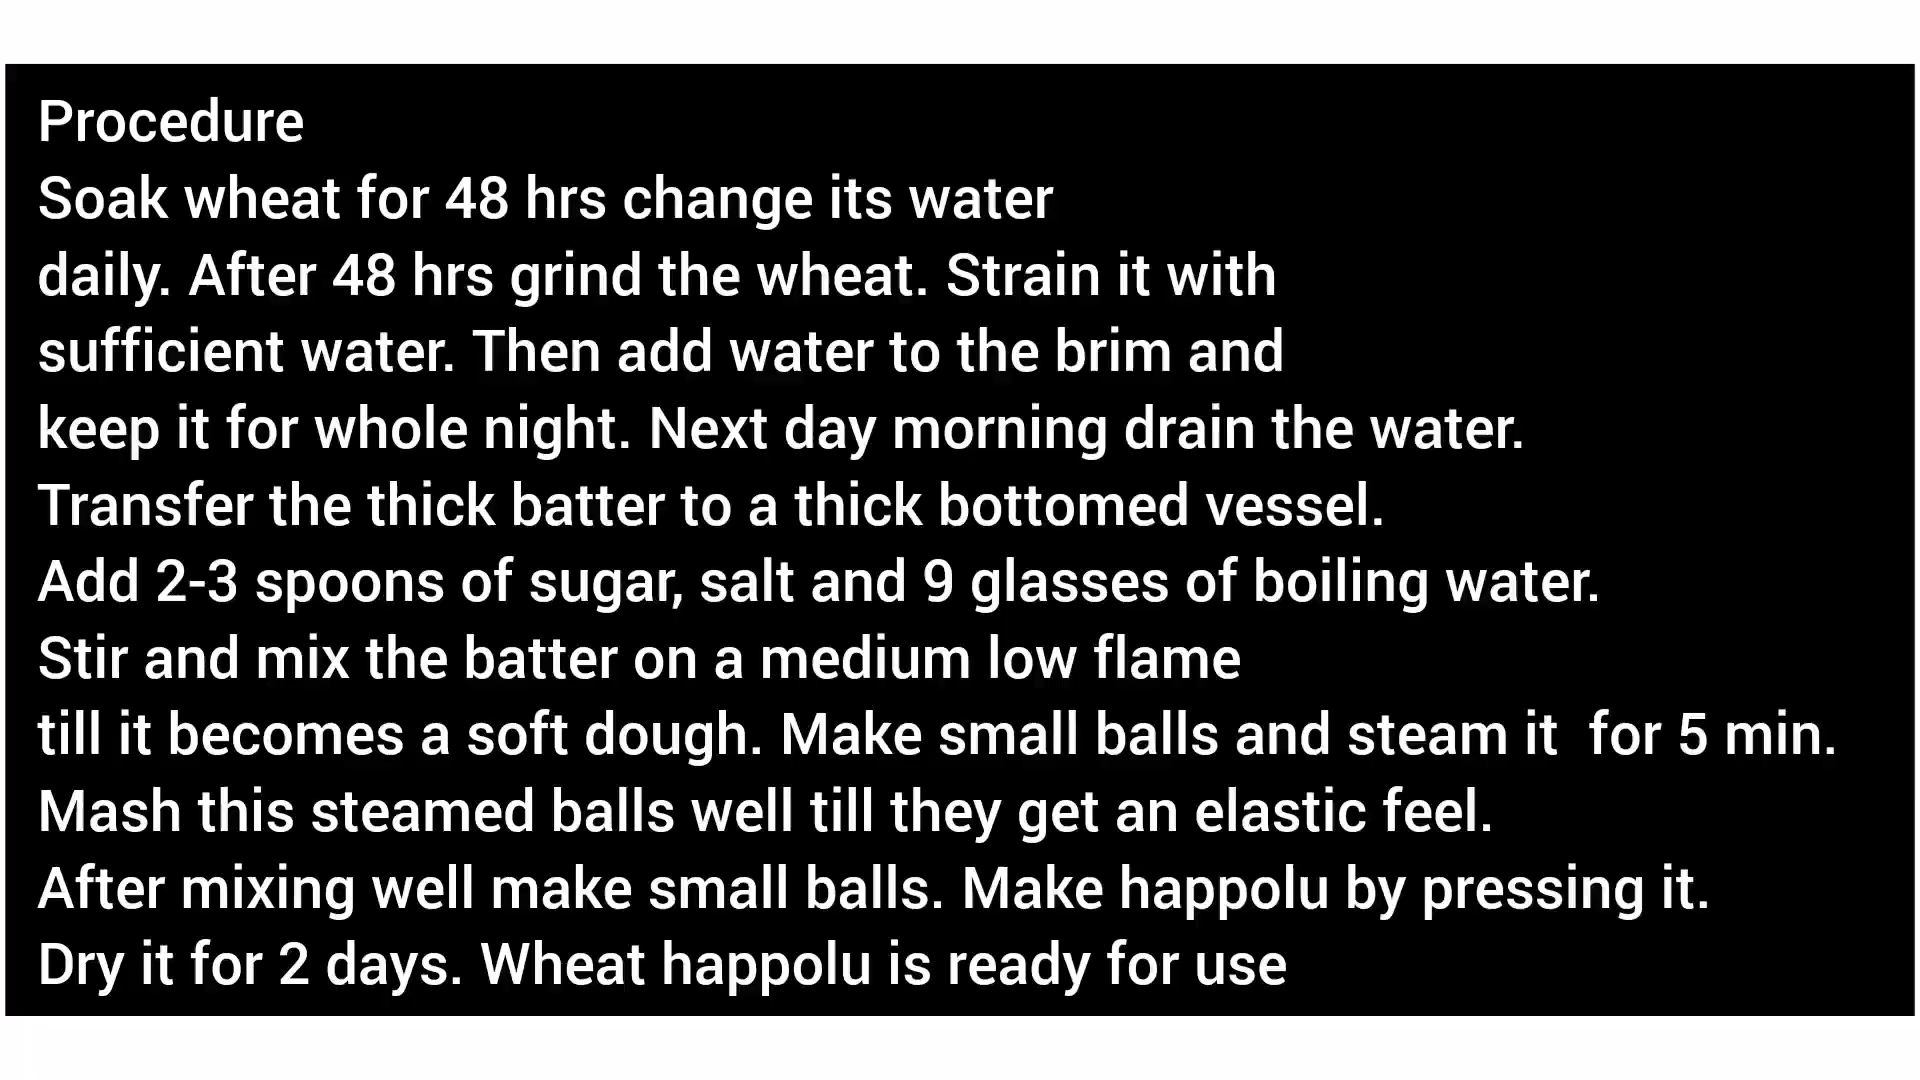 Procedure
Soak wheat for 48 hrs change its water
daily. After 48 hrs grind the wheat. Strain it with
sufficient water. Then add water to the brim and
keep it for whole night. Next day morning drain the water.
Transfer the thick batter to a thick bottomed vessel.
Add 2-3 spoons of sugar, salt and 9 glasses of boiling water.
Stir and mix the batter on a medium low flame
till it becomes a soft dough. Make small balls and steam it  for 5 min.
Mash this steamed balls well till they get an elastic feel.
After mixing well make small balls. Make happolu by pressing it.
Dry it for 2 days. Wheat happolu is ready for use